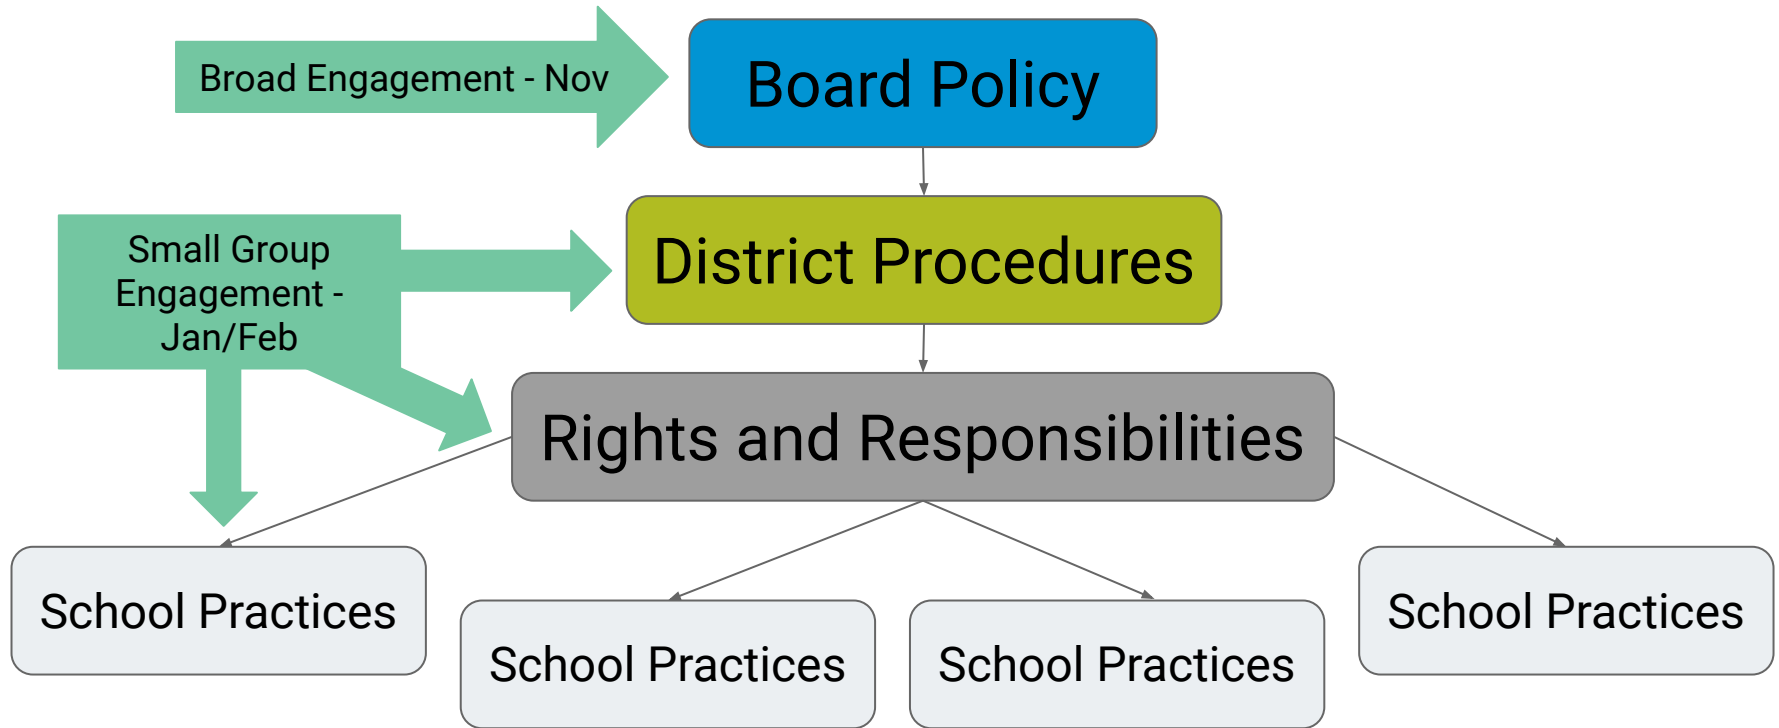 Broad Engagement - Nov
Board Policy
Small Group
Engagement -
Jan/Feb
District Procedures
Rights and Responsibilities
School Practices
School Practices
School Practices
School Practices